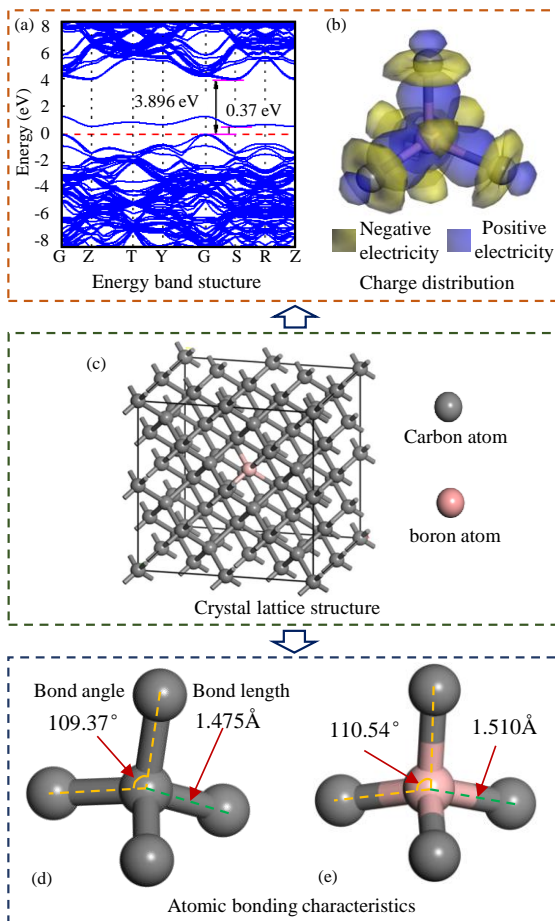 (a)
8
6
4
2
0
-2
-4
-6
-8
Energy (eV)
3.896 eV
0.37 eV
G Z T Y G S R Z
Energy band stucture
(b)
Negative electricity
Positive electricity
Charge distribution
(c)
Carbon atom
boron atom
Crystal lattice structure
Bond angle
109.37°
Bond length
1.475Å
(d)
110.54°
1.510Å
(e)
Atomic bonding characteristics